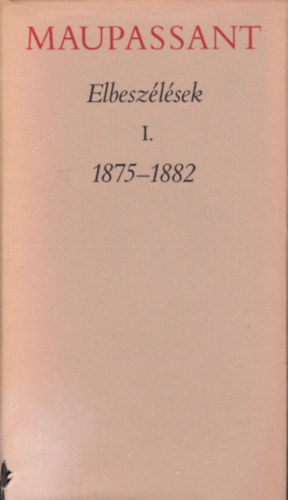 MAUPASSANT
Elbeszélések
I.
1875–1882